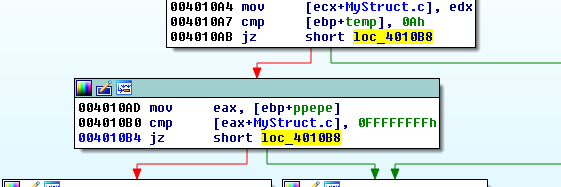 004010A4 mov [ecx+MyStruct.c], edx
004010A7 cmp [ebp+temp], 0Ah
004010AB jz short loc_4010B8
004010AD mov eax, [ebp+ppepe]
004010B0 cmp [eax+MyStruct.c], 0FFFFFFFFh
004010B4 jz short loc_4010B8